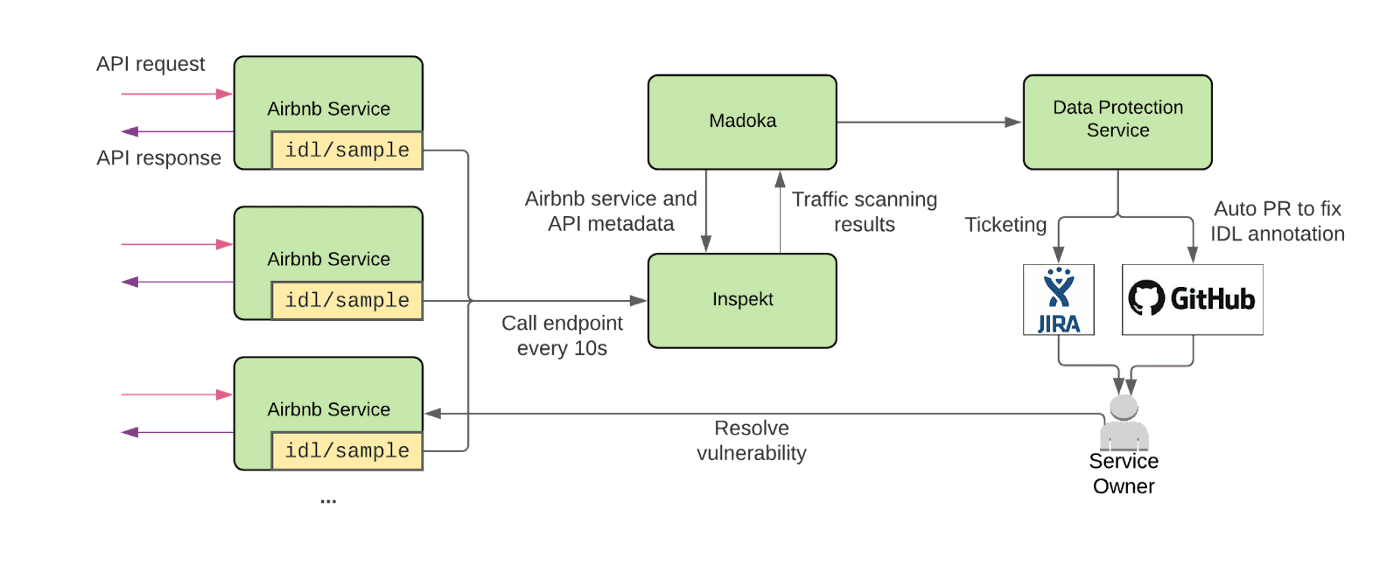 API request
Airbnb Service
idl/sample
API response
Airbnb Service
idl/sample
Airbnb Service
idl/sample
...
Call endpoint
every 10s
Madoka
Airbnb service and
API metadata
Traffic scanning
results
Inspekt
Data Protection
Service
Ticketing
Auto PR to fix
IDL annotation
JIRA
GitHub
Resolve
vulnerability
Service
Owner